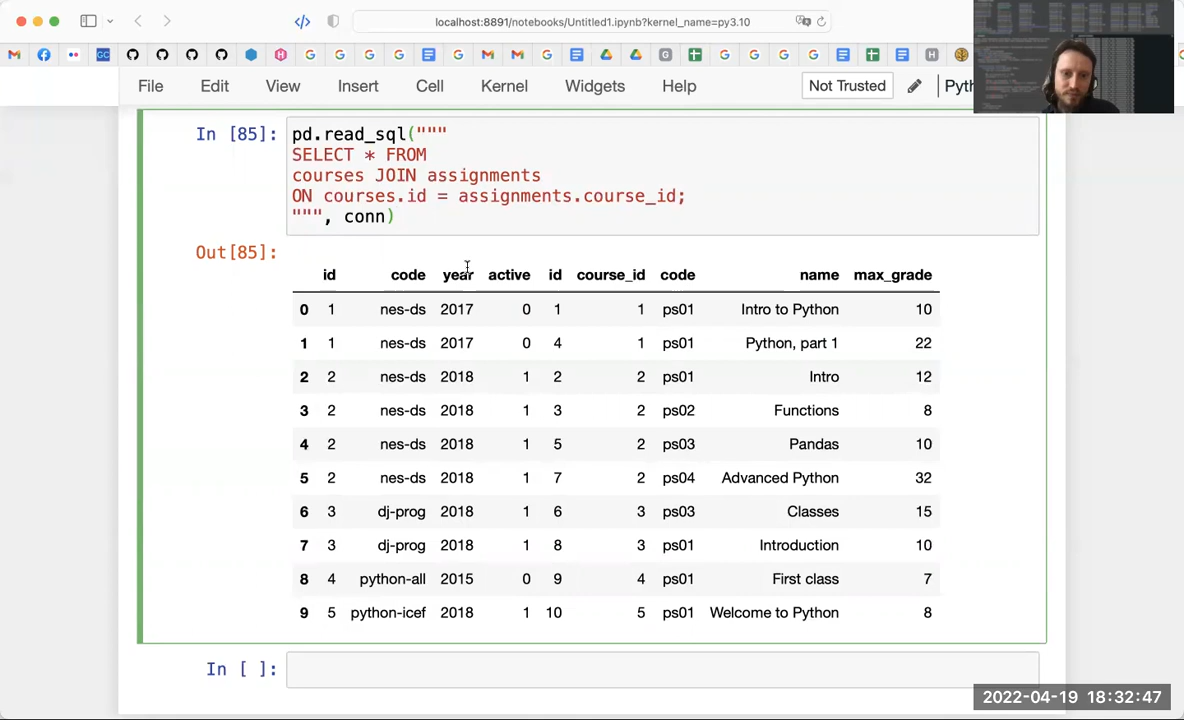 localhost:8891/notebooks/Untitled1.ipynb?kernel_name=py3.10
File Edit View Insert Cell Kernel Widgets Help Not Trusted Pyth
In [85]: pd.read_sql("""
SELECT * FROM
courses JOIN assignments
ON courses.id = assignments.course_id;
""", conn)
Out[85]:
id code year active id course_id code name max_grade
0 1 nes-ds 2017 0 1 1 ps01 Intro to Python 10
1 1 nes-ds 2017 0 4 1 ps01 Python, part 1 22
2 2 nes-ds 2018 1 2 2 ps01 Intro 12
3 2 nes-ds 2018 1 3 2 ps02 Functions 8
4 2 nes-ds 2018 1 5 2 ps03 Pandas 10
5 2 nes-ds 2018 1 7 2 ps04 Advanced Python 32
6 3 dj-prog 2018 1 6 3 ps03 Classes 15
7 3 dj-prog 2018 1 8 3 ps01 Introduction 10
8 4 python-all 2015 0 9 4 ps01 First class 7
9 5 python-icef 2018 1 10 5 ps01 Welcome to Python 8
In [ ]:
2022-04-19 18:32:47